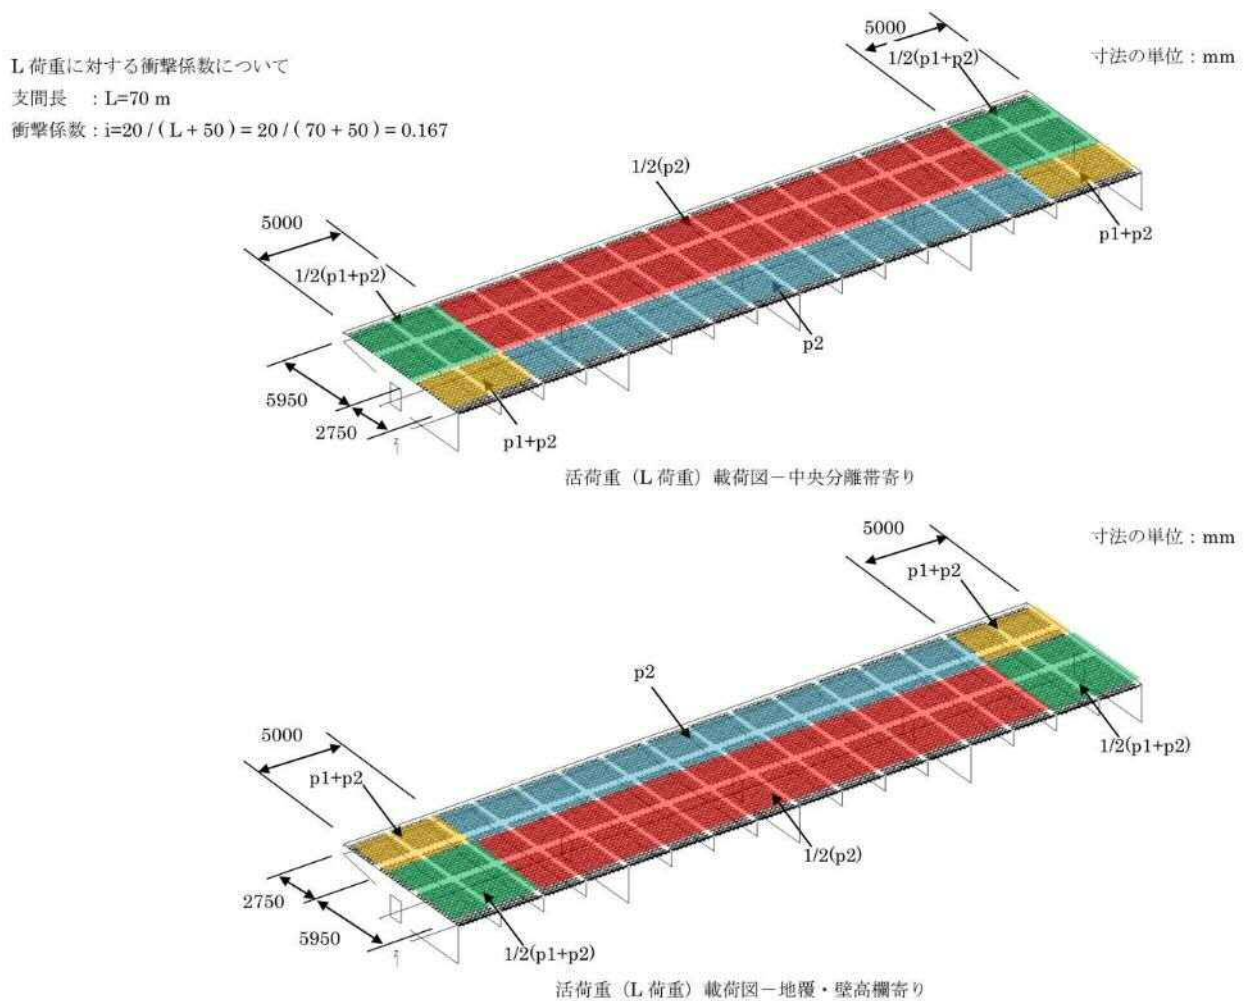 L 荷重に対する衝撃係数について
支間長 ：L=70 m
衝撃係数：i=20 / ( L + 50 ) = 20 / ( 70 + 50 ) = 0.167
寸法の単位：mm
5000
1/2(p1+p2)
1/2(p2)
5000
1/2(p1+p2)
p1+p2
p2
5950
2750
p1+p2
z
活荷重（L 荷重）載荷図－中央分離帯寄り
寸法の単位：mm
5000
p1+p2
p2
5000
p1+p2
1/2(p1+p2)
1/2(p2)
2750
5950
1/2(p1+p2)
z
活荷重（L 荷重）載荷図－地覆・壁高欄寄り